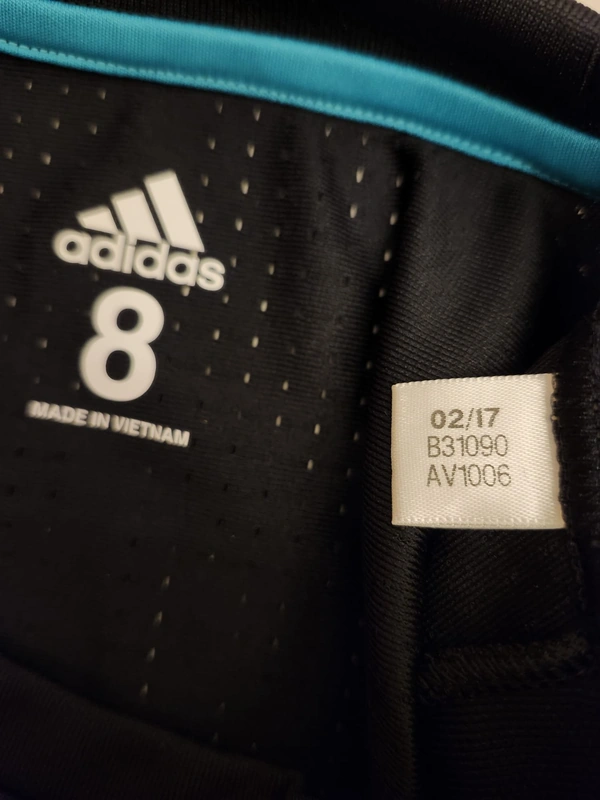 adidas
8
MADE IN VIETNAM
02/17
B31090
AV1006